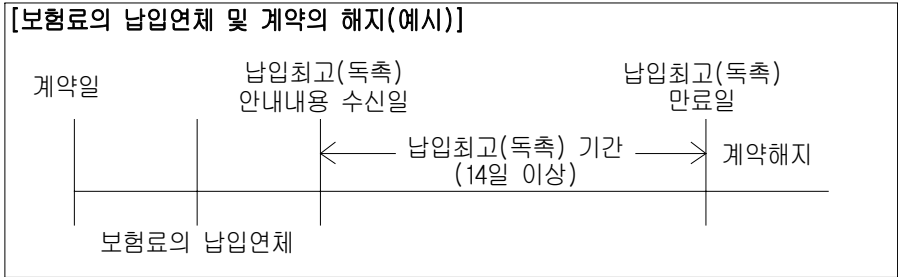 [보험료의 납입연체 및 계약의 해지(예시)]
계약일
납입최고(독촉)
안내내용 수신일
납입최고(독촉)
만료일
납입최고(독촉) 기간
(14일 이상)
계약해지
보험료의 납입연체